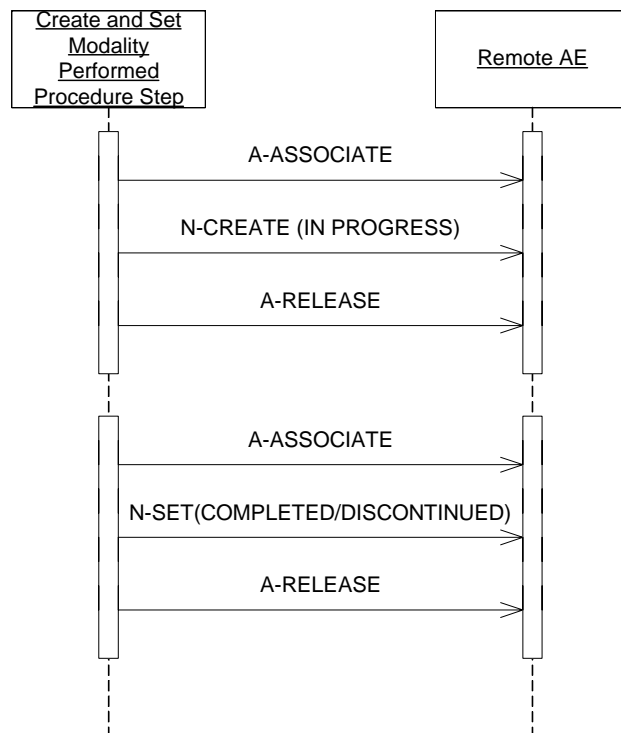 Create and Set
Modality
Performed
Procedure Step
Remote AE
A-ASSOCIATE
N-CREATE (IN PROGRESS)
A-RELEASE
A-ASSOCIATE
N-SET(COMPLETED/DISCONTINUED)
A-RELEASE